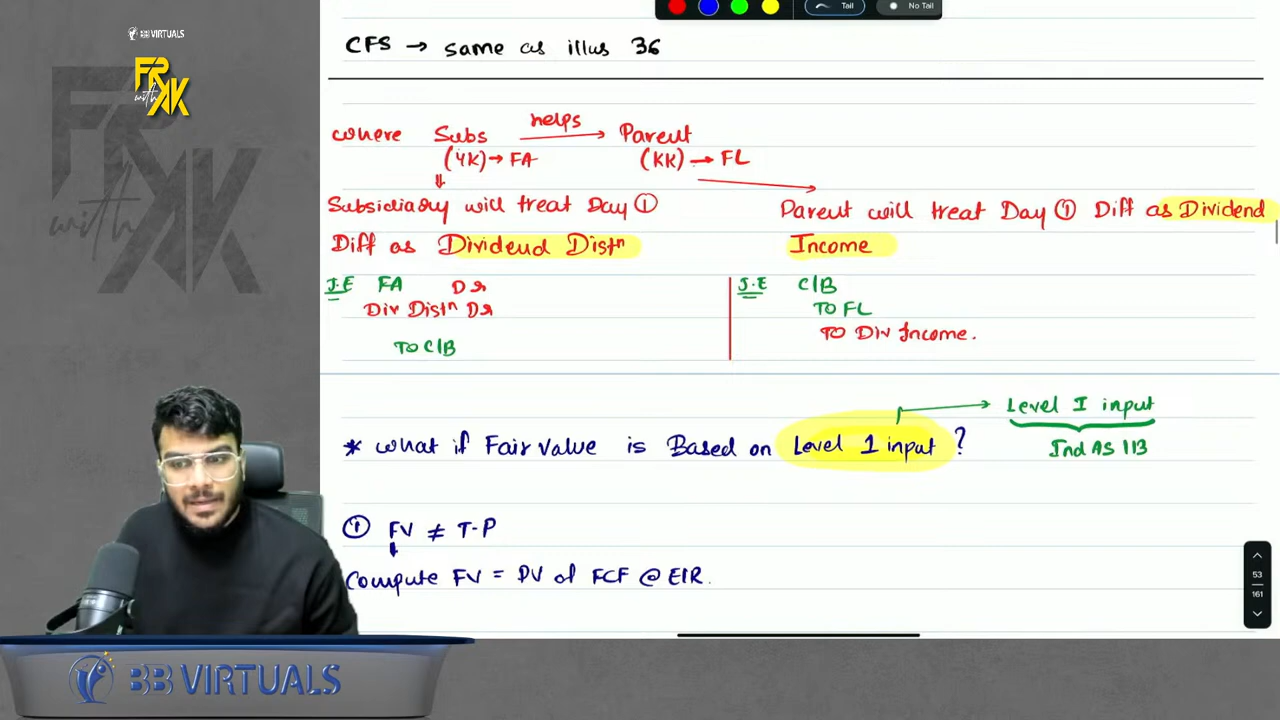 Tail
No Tail
BB VIRTUALS
FR
with AK
CFS → same as illus 36
where Subs helps → Parent
(YK) → FA
(KK) → FL
Subsidiary will treat Day ①
Diff as Dividend Distⁿ
Parent will treat Day ① Diff as Dividend
Income
J.E FA Dr
Div Distⁿ Dr
To C/B
J.E C/B
To FL
To Div Income.
* What if Fair Value is Based on Level 1 input ?
→ Level I input
Ind AS 113
① FV ≠ T.P
Compute FV = PV of FCF @ EIR.
53
161
BB VIRTUALS